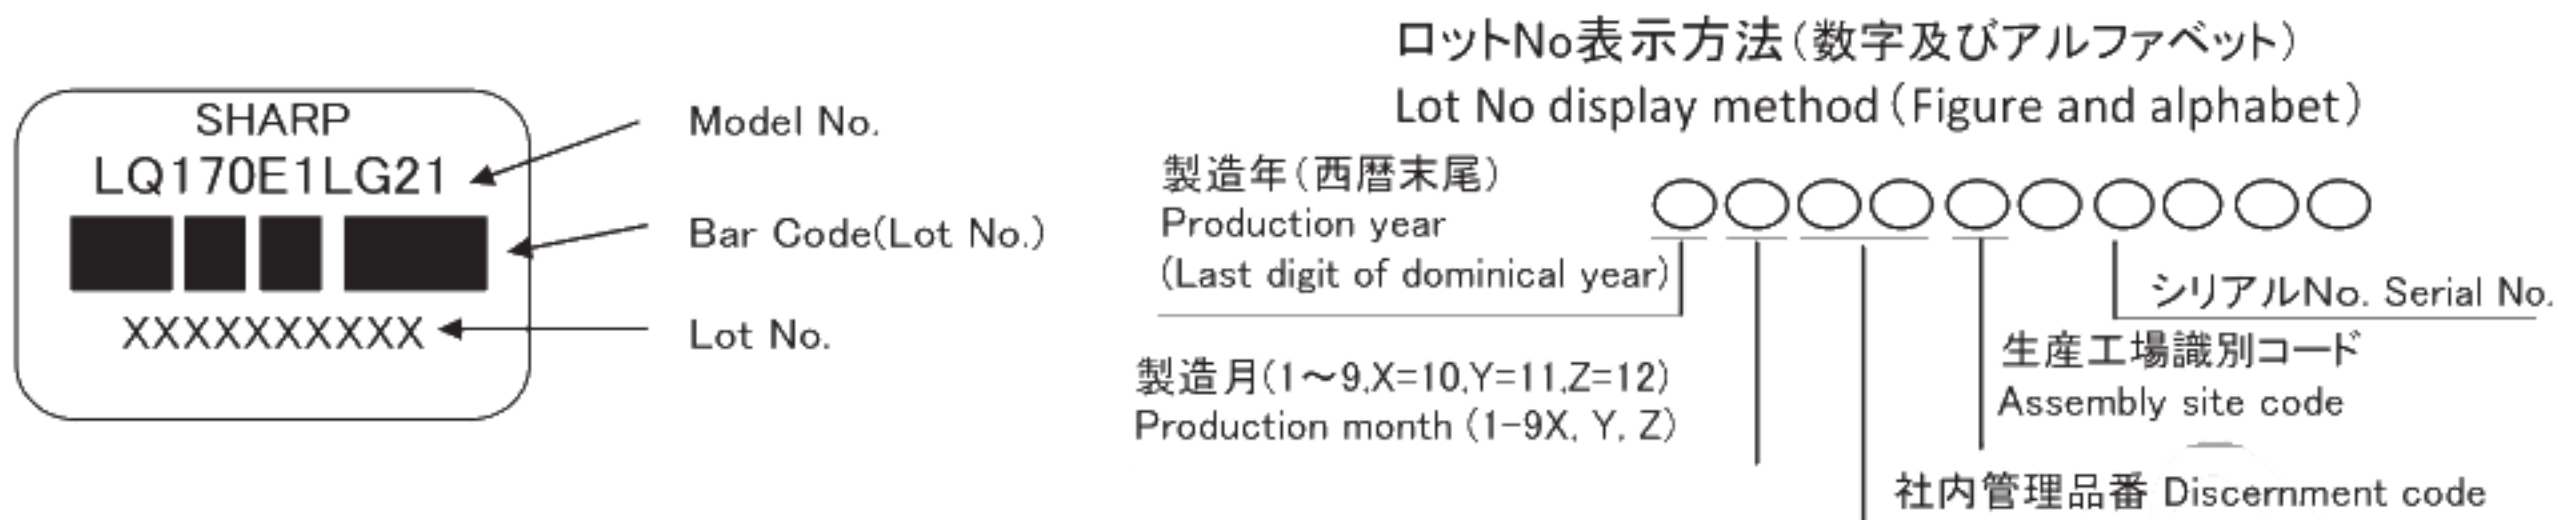 SHARP
LQ170E1LG21
XXXXXXXXXX
Model No.
Bar Code(Lot No.)
Lot No.
ロットNo表示方法(数字及びアルファベット)
Lot No display method(Figure and alphabet)
製造年(西暦末尾)
Production year
(Last digit of dominical year)
シリアルNo. Serial No.
生産工場識別コード
Assembly site code
製造月(1～9,X=10,Y=11,Z=12)
Production month (1-9X, Y, Z)
社内管理品番 Discernment code